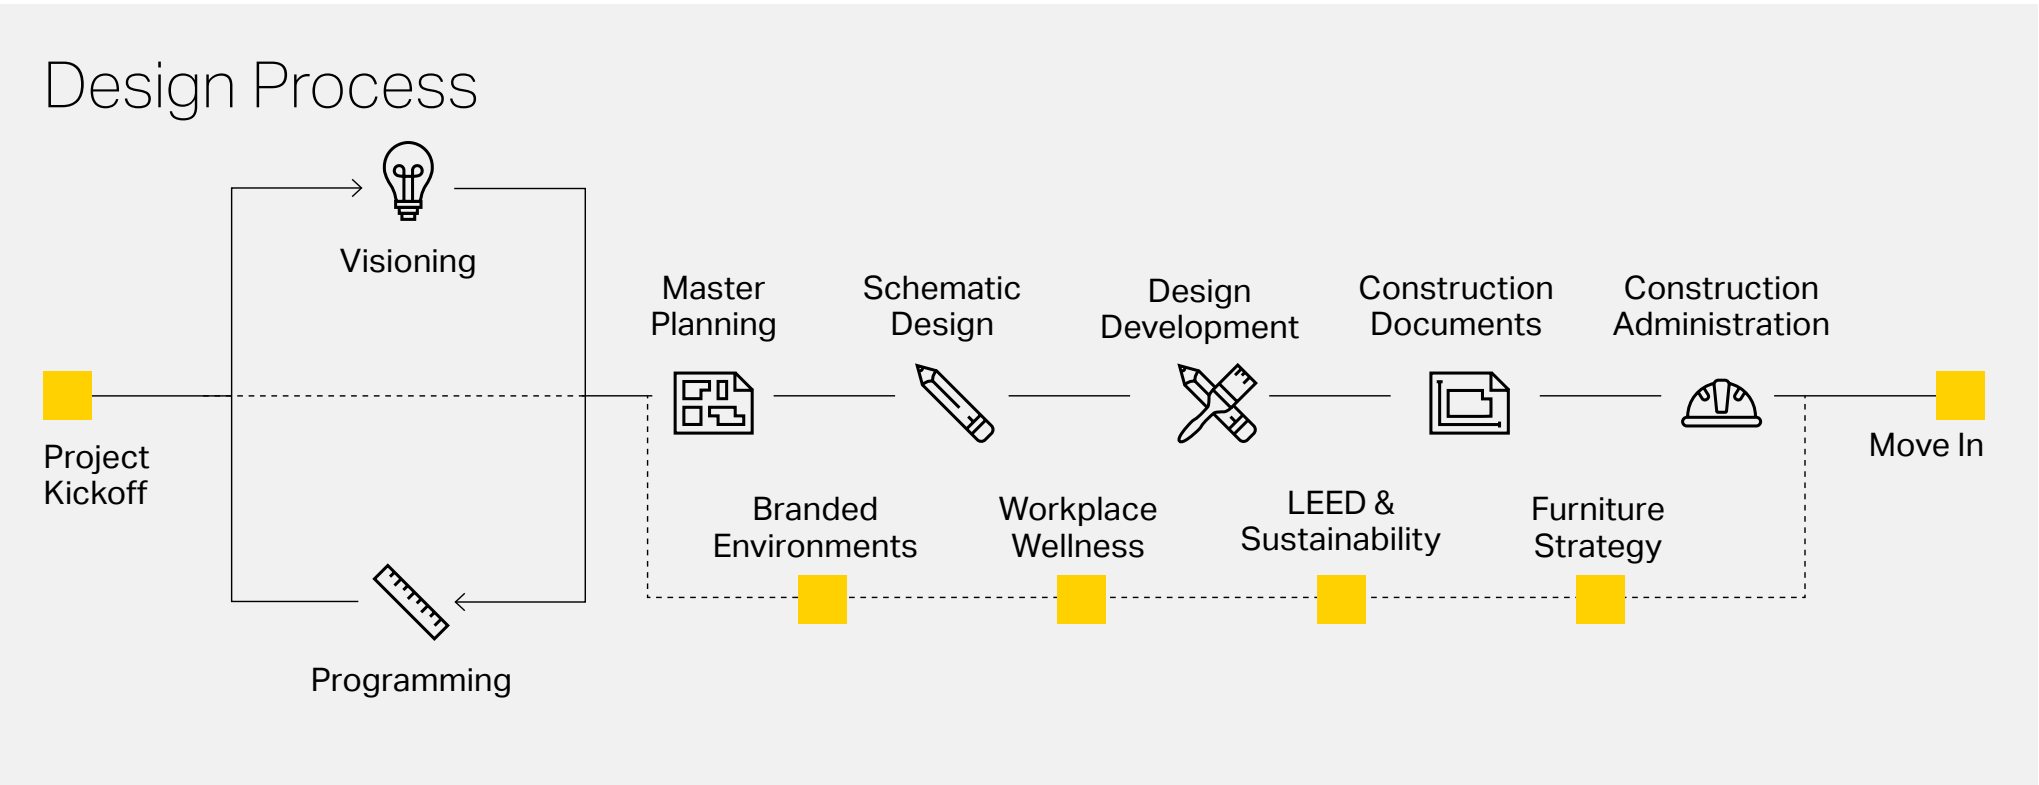 Design Process
Visioning
Project
Kickoff
Programming
Master
Planning
Schematic
Design
Design
Development
Construction
Documents
Construction
Administration
Branded
Environments
Workplace
Wellness
LEED &
Sustainability
Furniture
Strategy
Move In